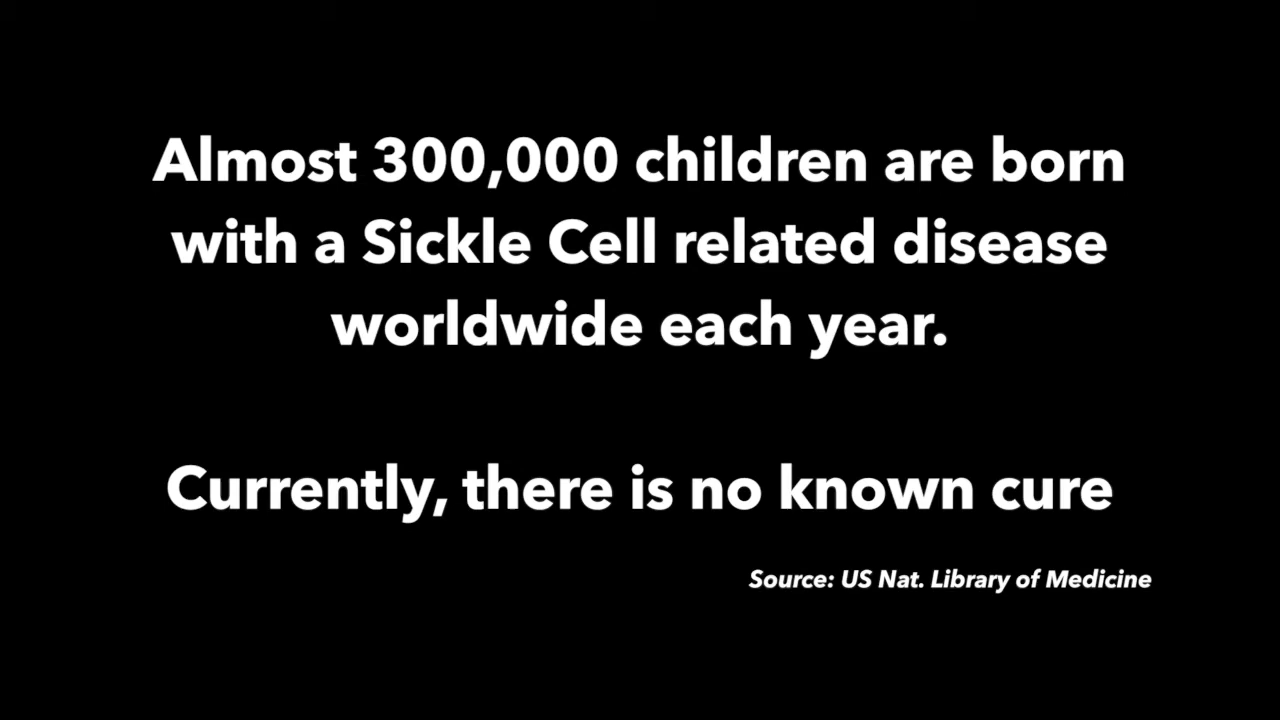 Almost 300,000 children are born
with a Sickle Cell related disease
worldwide each year.
Currently, there is no known cure
Source: US Nat. Library of Medicine